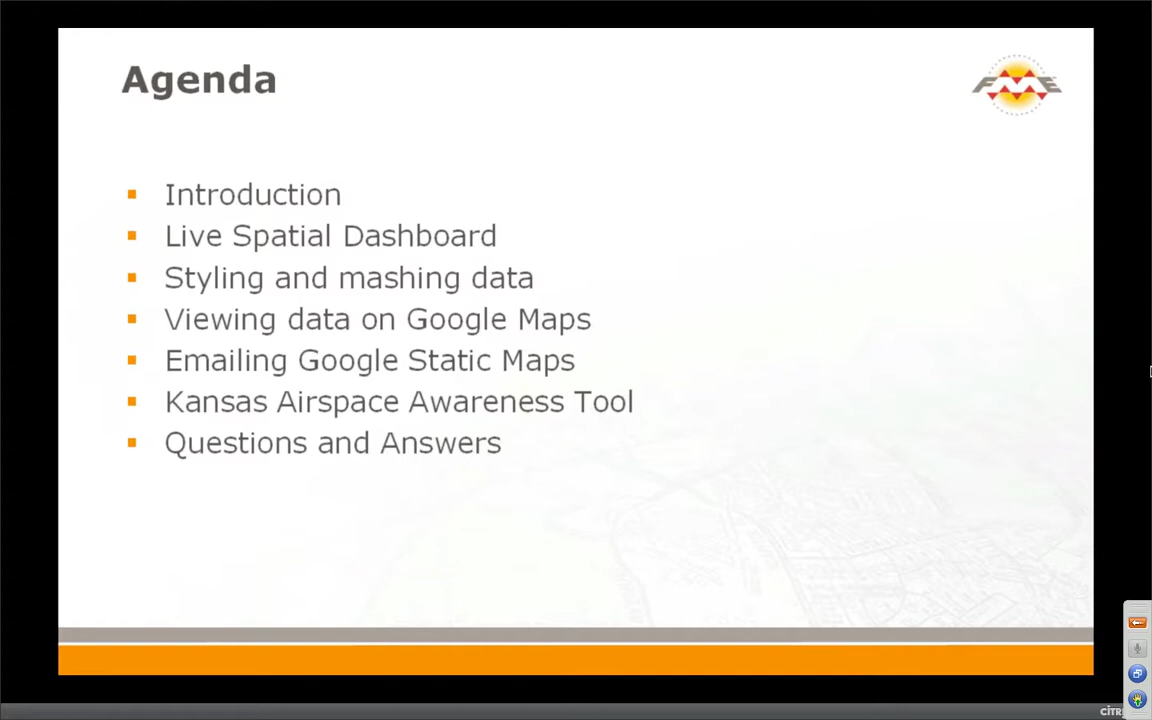 Agenda
FME
Introduction
Live Spatial Dashboard
Styling and mashing data
Viewing data on Google Maps
Emailing Google Static Maps
Kansas Airspace Awareness Tool
Questions and Answers